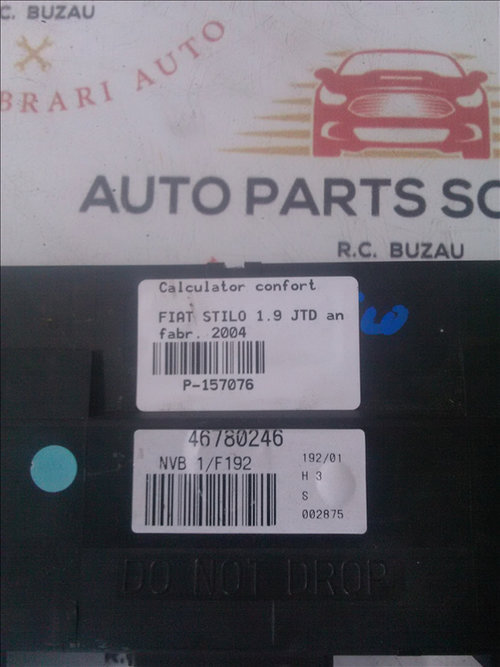 C. BUZAU
BRARI AUTO
AUTO PARTS SO
R.C. BUZAU
Calculator confort
FIAT STILO 1.9 JTD an
fabr. 2004
P-157076
46780246
NVB 1/F192
192/01
H 3
S
002875
DO NOT DROP